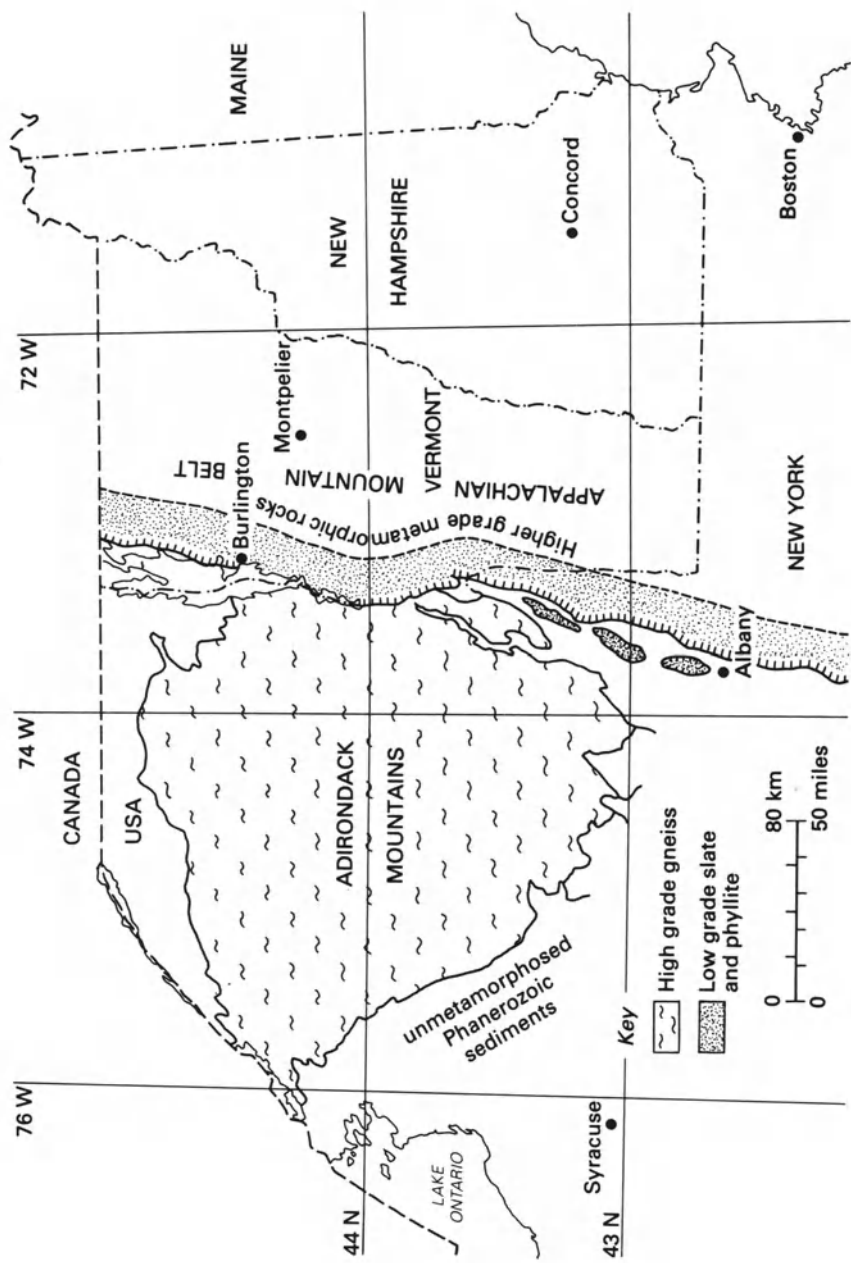 76 W
74 W
72 W
CANADA
USA
MAINE
Burlington
Montpelier
NEW
HAMPSHIRE
44 N
ADIRONDACK
MOUNTAINS
APPALACHIAN MOUNTAIN BELT
Higher grade metamorphic rocks
VERMONT
LAKE
ONTARIO
Concord
unmetamorphosed
Phanerozoic
sediments
Syracuse
43 N
Albany
NEW YORK
Boston
Key
High grade gneiss
Low grade slate
and phyllite
0 80 km
0 50 miles